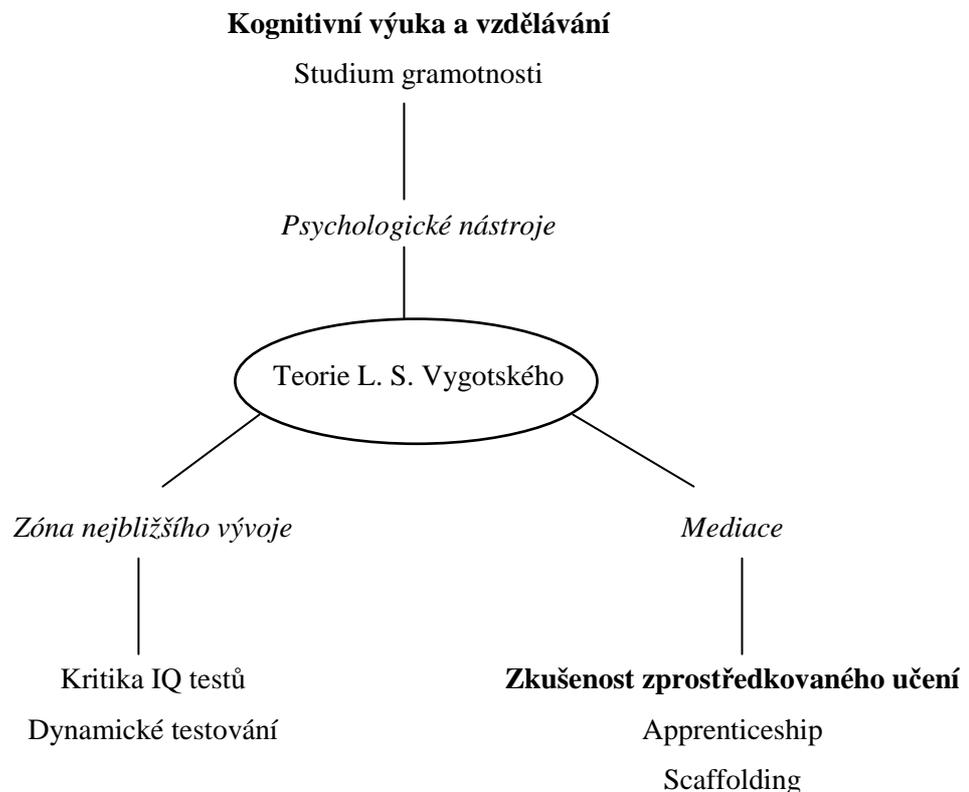 Kognitivní výuka a vzdělávání
Studium gramotnosti
Psychologické nástroje
Teorie L. S. Vygotského
Zóna nejbližšího vývoje
Mediace
Kritika IQ testů
Dynamické testování
Zkušenost zprostředkovaného učení
Apprenticeship
Scaffolding